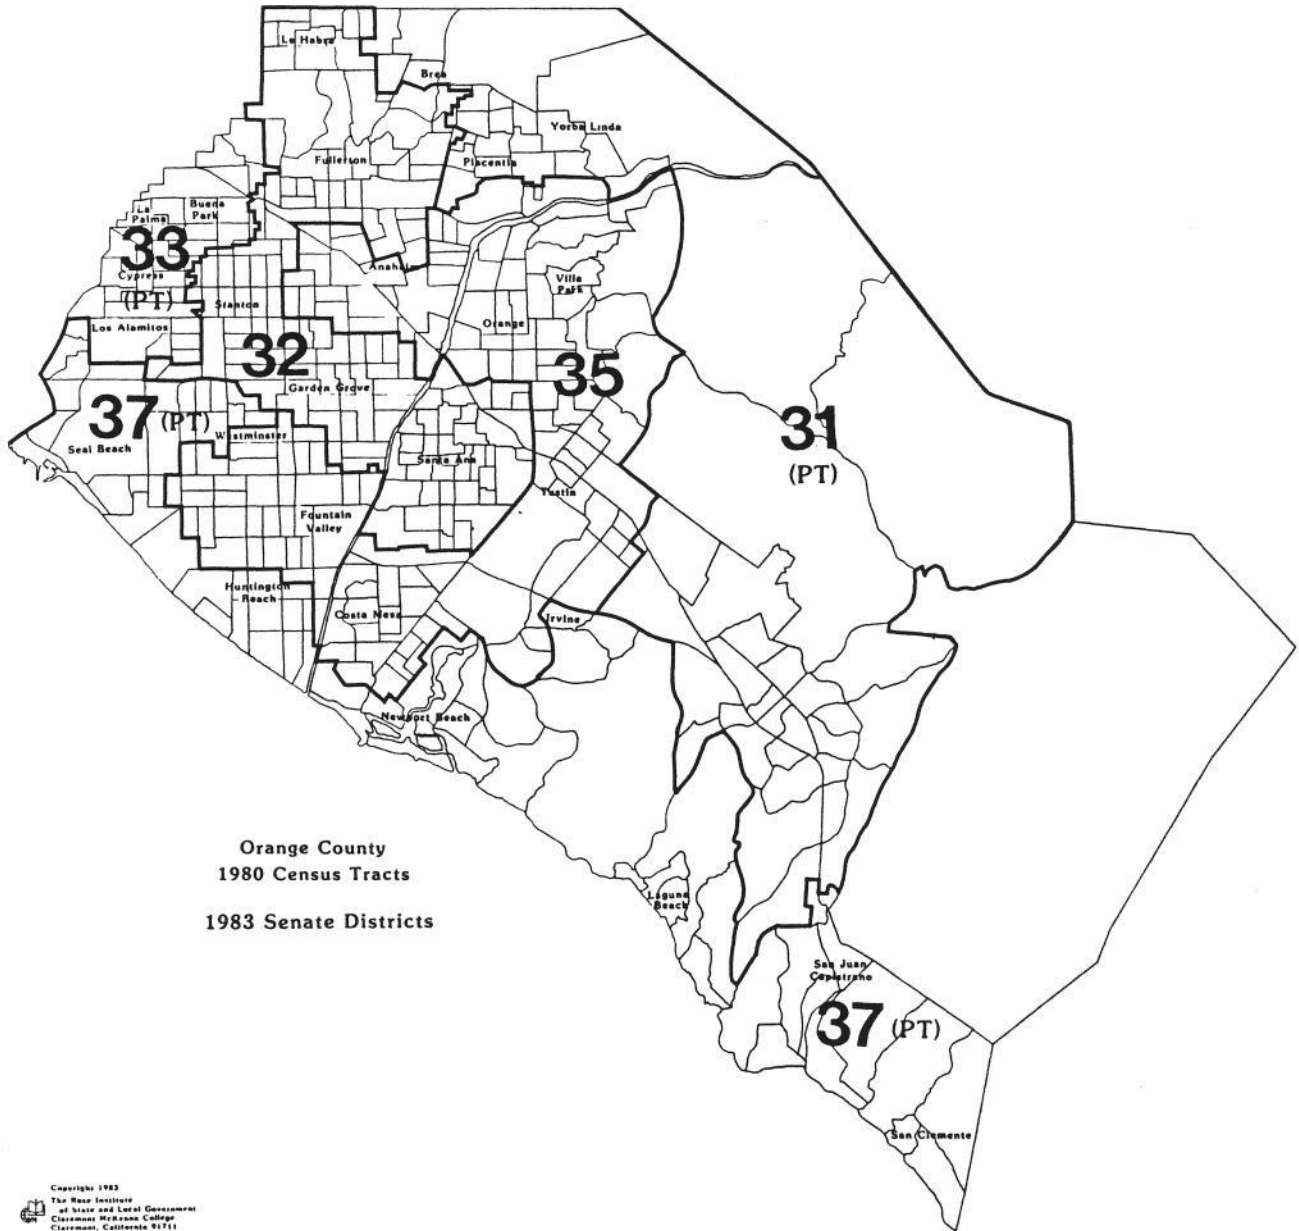 La Habra
Brea
Yorba Linda
Fullerton
Placentia
La
Palma
Buena
Park
33
Cypress
(PT)
Anaheim
Villa
Park
Stanton
Los Alamitos
Orange
32
35
Garden Grove
37 (PT)
31
(PT)
Westminster
Seal Beach
Santa Ana
Tustin
Fountain
Valley
Huntington
Beach
Costa Mesa
Irvine
Newport Beach
Orange County
1980 Census Tracts
1983 Senate Districts
Laguna
Beach
San Juan
Capistrano
37 (PT)
San Clemente
Copyright 1983
The Rose Institute
of State and Local Government
Claremont McKenna College
Claremont, California 91711